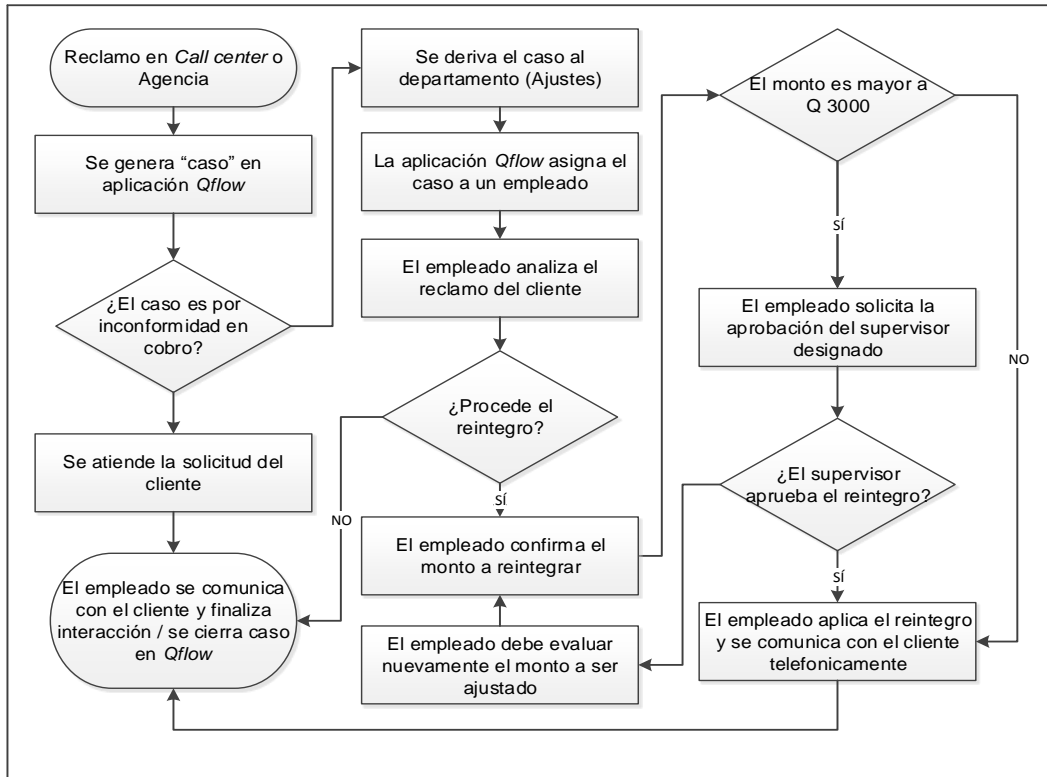 Reclamo en Call center o
Agencia
Se genera “caso” en
aplicación Qflow
¿El caso es por
inconformidad en
cobro?
Se atiende la solicitud del
cliente
El empleado se comunica
con el cliente y finaliza
interacción / se cierra caso
en Qflow
Se deriva el caso al
departamento (Ajustes)
La aplicación Qflow asigna el
caso a un empleado
El empleado analiza el
reclamo del cliente
¿Procede el
reintegro?
NO
SÍ
El empleado confirma el
monto a reintegrar
El empleado debe evaluar
nuevamente el monto a ser
ajustado
El monto es mayor a
Q 3000
SÍ
NO
El empleado solicita la
aprobación del supervisor
designado
¿El supervisor
aprueba el reintegro?
SÍ
El empleado aplica el reintegro
y se comunica con el cliente
telefonicamente